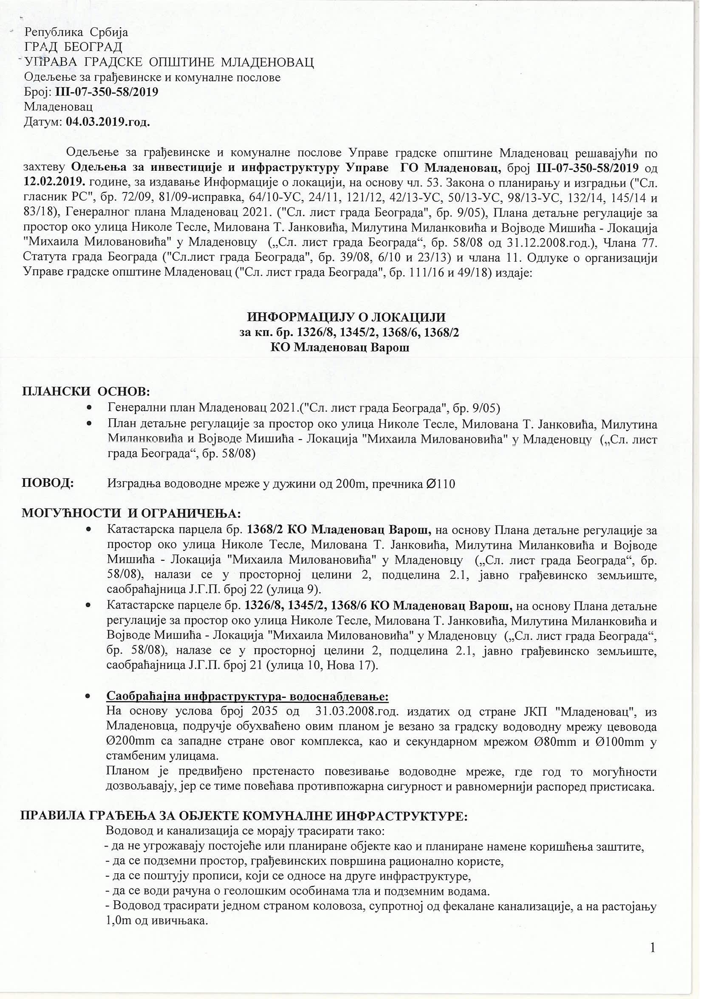 Република Србија
ГРАД БЕОГРАД
УПРАВА ГРАДСКЕ ОПШТИНЕ МЛАДЕНОВАЦ
Одељење за грађевинске и комуналне послове
Број: III-07-350-58/2019
Младеновац
Датум: 04.03.2019.год.
Одељење за грађевинске и комуналне послове Управе градске општине Младеновац решавајући по
захтеву Одељења за инвестиције и инфраструктуру Управе ГО Младеновац, број III-07-350-58/2019 од
12.02.2019. године, за издавање Информације о локацији, на основу чл. 53. Закона о планирању и изградњи ("Сл.
гласник РС", бр. 72/09, 81/09-исправка, 64/10-УС, 24/11, 121/12, 42/13-УС, 50/13-УС, 98/13-УС, 132/14, 145/14 и
83/18), Генералног плана Младеновац 2021. ("Сл. лист града Београда", бр. 9/05), Плана детаљне регулације за
простор око улица Николе Тесле, Милована Т. Јанковића, Милутина Миланковића и Војводе Мишића - Локација
"Михаила Миловановића" у Младеновцу („Сл. лист града Београда“, бр. 58/08 од 31.12.2008.год.), Члана 77.
Статута града Београда ("Сл.лист града Београда", бр. 39/08, 6/10 и 23/13) и члана 11. Одлуке о организацији
Управе градске општине Младеновац ("Сл. лист града Београда", бр. 111/16 и 49/18) издаје:
ИНФОРМАЦИЈУ О ЛОКАЦИЈИ
за кп. бр. 1326/8, 1345/2, 1368/6, 1368/2
КО Младеновац Варош
ПЛАНСКИ ОСНОВ:
• Генерални план Младеновац 2021.("Сл. лист града Београда", бр. 9/05)
• План детаљне регулације за простор око улица Николе Тесле, Милована Т. Јанковића, Милутина
Миланковића и Војводе Мишића - Локација "Михаила Миловановића" у Младеновцу („Сл. лист
града Београда“, бр. 58/08)
ПОВОД: Изградња водоводне мреже у дужини од 200m, пречника Ø110
МОГУЋНОСТИ И ОГРАНИЧЕЊА:
• Катастарска парцела бр. 1368/2 КО Младеновац Варош, на основу Плана детаљне регулације за
простор око улица Николе Тесле, Милована Т. Јанковића, Милутина Миланковића и Војводе
Мишића - Локација "Михаила Миловановића" у Младеновцу („Сл. лист града Београда“, бр.
58/08), налази се у просторној целини 2, подцелина 2.1, јавно грађевинско земљиште,
саобраћајница Ј.Г.П. број 22 (улица 9).
• Катастарске парцеле бр. 1326/8, 1345/2, 1368/6 КО Младеновац Варош, на основу Плана детаљне
регулације за простор око улица Николе Тесле, Милована Т. Јанковића, Милутина Миланковића и
Војводе Мишића - Локација "Михаила Миловановића" у Младеновцу („Сл. лист града Београда“,
бр. 58/08), налазе се у просторној целини 2, подцелина 2.1, јавно грађевинско земљиште,
саобраћајница Ј.Г.П. број 21 (улица 10, Нова 17).
• Саобраћајна инфраструктура- водоснабдевање:
На основу услова број 2035 од 31.03.2008.год. издатих од стране ЈКП "Младеновац", из
Младеновца, подручје обухваћено овим планом је везано за градску водоводну мрежу цевовода
Ø200mm са западне стране овог комплекса, као и секундарном мрежом Ø80mm и Ø100mm у
стамбеним улицама.
Планом је предвиђено прстенасто повезивање водоводне мреже, где год то могућности
дозвољавају, јер се тиме повећава противпожарна сигурност и равномернији распоред пристисака.
ПРАВИЛА ГРАЂЕЊА ЗА ОБЈЕКТЕ КОМУНАЛНЕ ИНФРАСТРУКТУРЕ:
Водовод и канализација се морају трасирати тако:
- да не угрожавају постојеће или планиране објекте као и планиране намене коришћења заштите,
- да се подземни простор, грађевинских површина рационално користе,
- да се поштују прописи, који се односе на друге инфраструктуре,
- да се води рачуна о геолошким особинама тла и подземним водама.
- Водовод трасирати једном страном коловоза, супротној од фекалане канализације, а на растојању
1,0m од ивичњака.
1